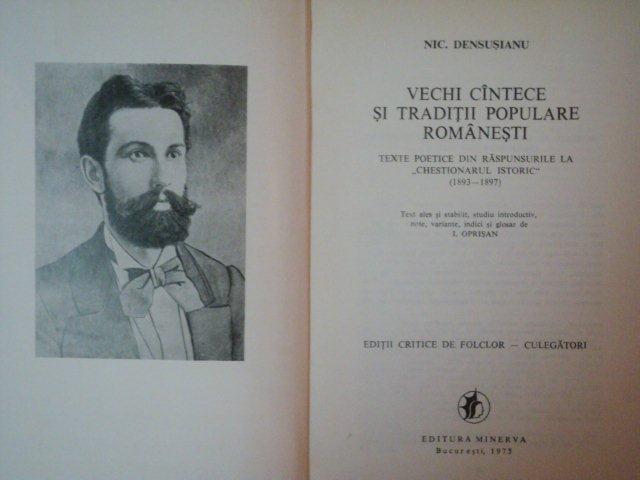 NIC. DENSUȘIANU
VECHI CÎNTECE
ȘI TRADIȚII POPULARE
ROMÂNEȘTI
TEXTE POETICE DIN RĂSPUNSURILE LA
„CHESTIONARUL ISTORIC“
(1893—1897)
Text ales și stabilit, studiu introductiv,
note, variante, indici și glosar de
I. OPRIȘAN
EDIȚII CRITICE DE FOLCLOR — CULEGĂTORI
EDITURA MINERVA
București, 1975